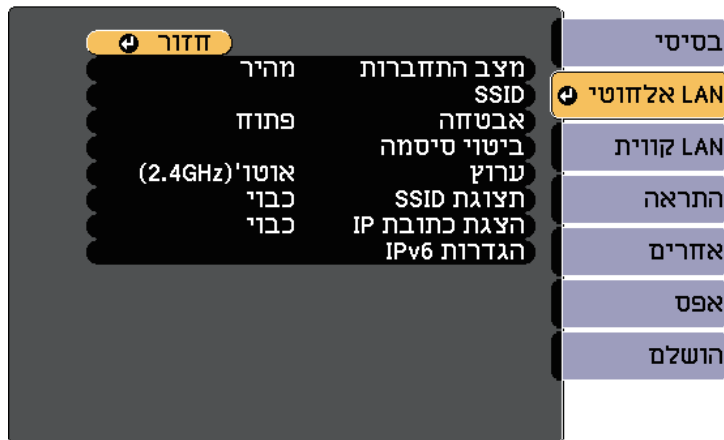 בסיסי
LAN אלחוטי
LAN קווית
התראה
אחרים
אפס
הושלם
חזור
מצב התחברות מהיר
SSID
אבטחה פתוח
ביטוי סיסמה
ערוץ אוטו'(2.4GHz)
תצוגת SSID כבוי
הצגת כתובת IP כבוי
הגדרות IPv6